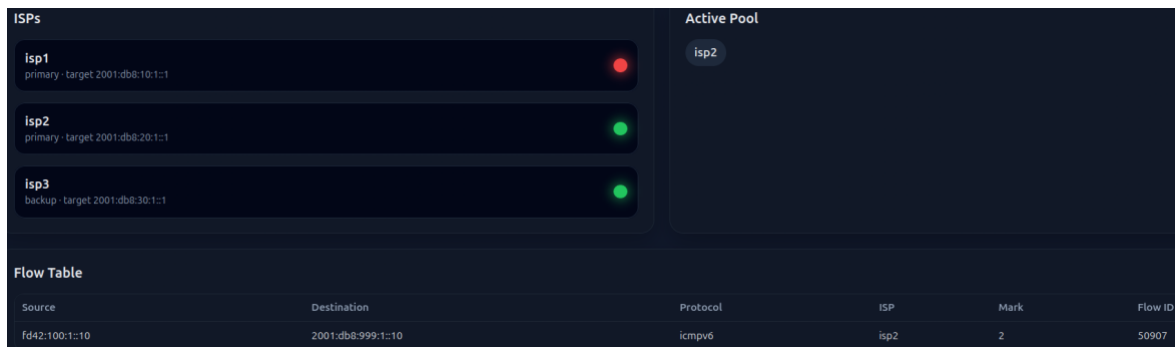 ISPs
isp1
primary · target 2001:db8:10:1::1
isp2
primary · target 2001:db8:20:1::1
isp3
backup · target 2001:db8:30:1::1
Active Pool
isp2
Flow Table
Source Destination Protocol ISP Mark Flow ID
fd42:100:1::10 2001:db8:999:1::10 icmpv6 isp2 2 50907